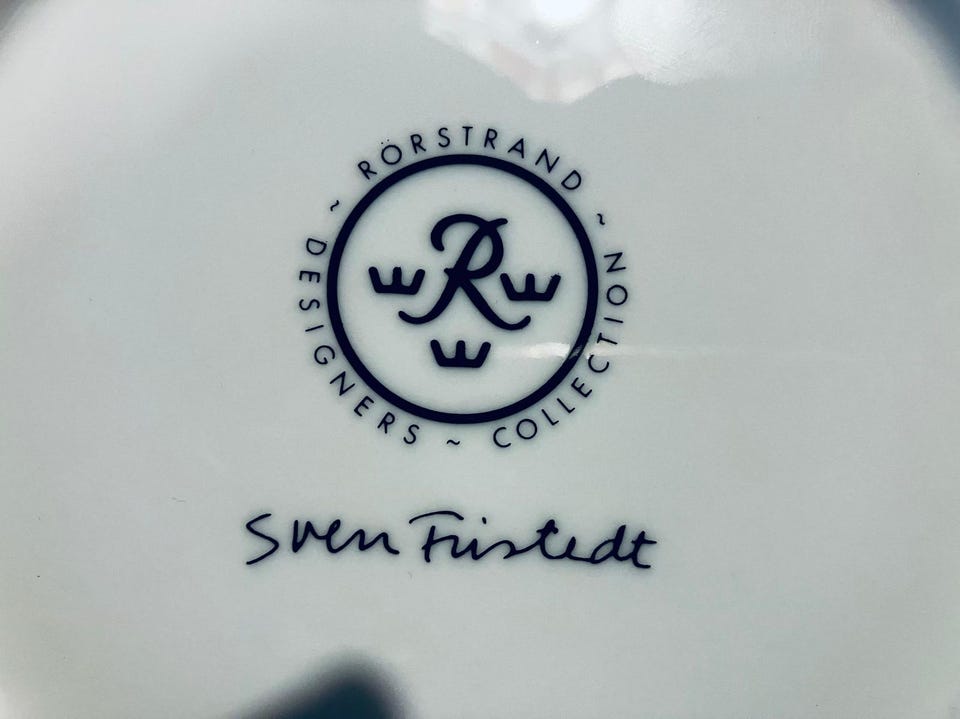 RÖRSTRAND ~ COLLECTION ~ DESIGNERS ~
R
Sven Fristedt